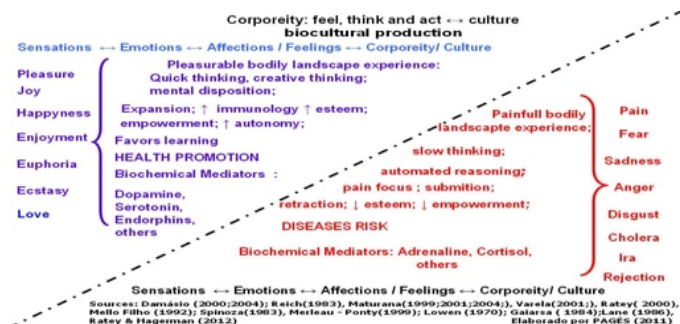 Corporeity: feel, think and act ↔ culture
biocultural production
Sensations ↔ Emotions ↔ Affections / Feelings ↔ Corporeity/ Culture
Pleasure
Joy
Happyness
Enjoyment
Euphoria
Ecstasy
Love
Pleasurable bodily landscape experience:
Quick thinking, creative thinking;
mental disposition;
Expansion; ↑ immunology ↑ esteem;
empowerment; ↑ autonomy;
Favors learning
HEALTH PROMOTION
Biochemical Mediators :
Dopamine,
Serotonin,
Endorphins,
others
Painfull bodily
landscapte experience;
slow thinking;
automated reasoning;
pain focus ; submition;
retraction; ↓ esteem; ↓ empowerment;
DISEASES RISK
Biochemical Mediators: Adrenaline, Cortisol,
others
Pain
Fear
Sadness
Anger
Disgust
Cholera
Ira
Rejection
Sensations ↔ Emotions ↔ Affections / Feelings ↔ Corporeity/ Culture
Sources: Damásio (2000;2004); Reich(1983), Maturana(1999;2001;2004;), Varela(2001;), Ratey( 2000),
Mello Filho (1992); Spinoza(1983), Merleau - Ponty(1999); Lowen (1970); Gaiarsa ( 1984);Lane (1986),
Ratey & Hagerman (2012)
Elaborado por PAGÈS (2011)